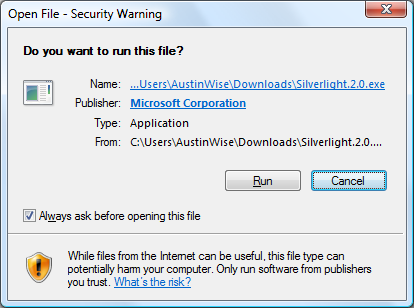 Open File - Security Warning
Do you want to run this file?
Name: ...Users\AustinWise\Downloads\Silverlight.2.0.exe
Publisher: Microsoft Corporation
Type: Application
From: C:\Users\AustinWise\Downloads\Silverlight.2.0....
Run Cancel
Always ask before opening this file
While files from the Internet can be useful, this file type can
potentially harm your computer. Only run software from publishers
you trust. What's the risk?